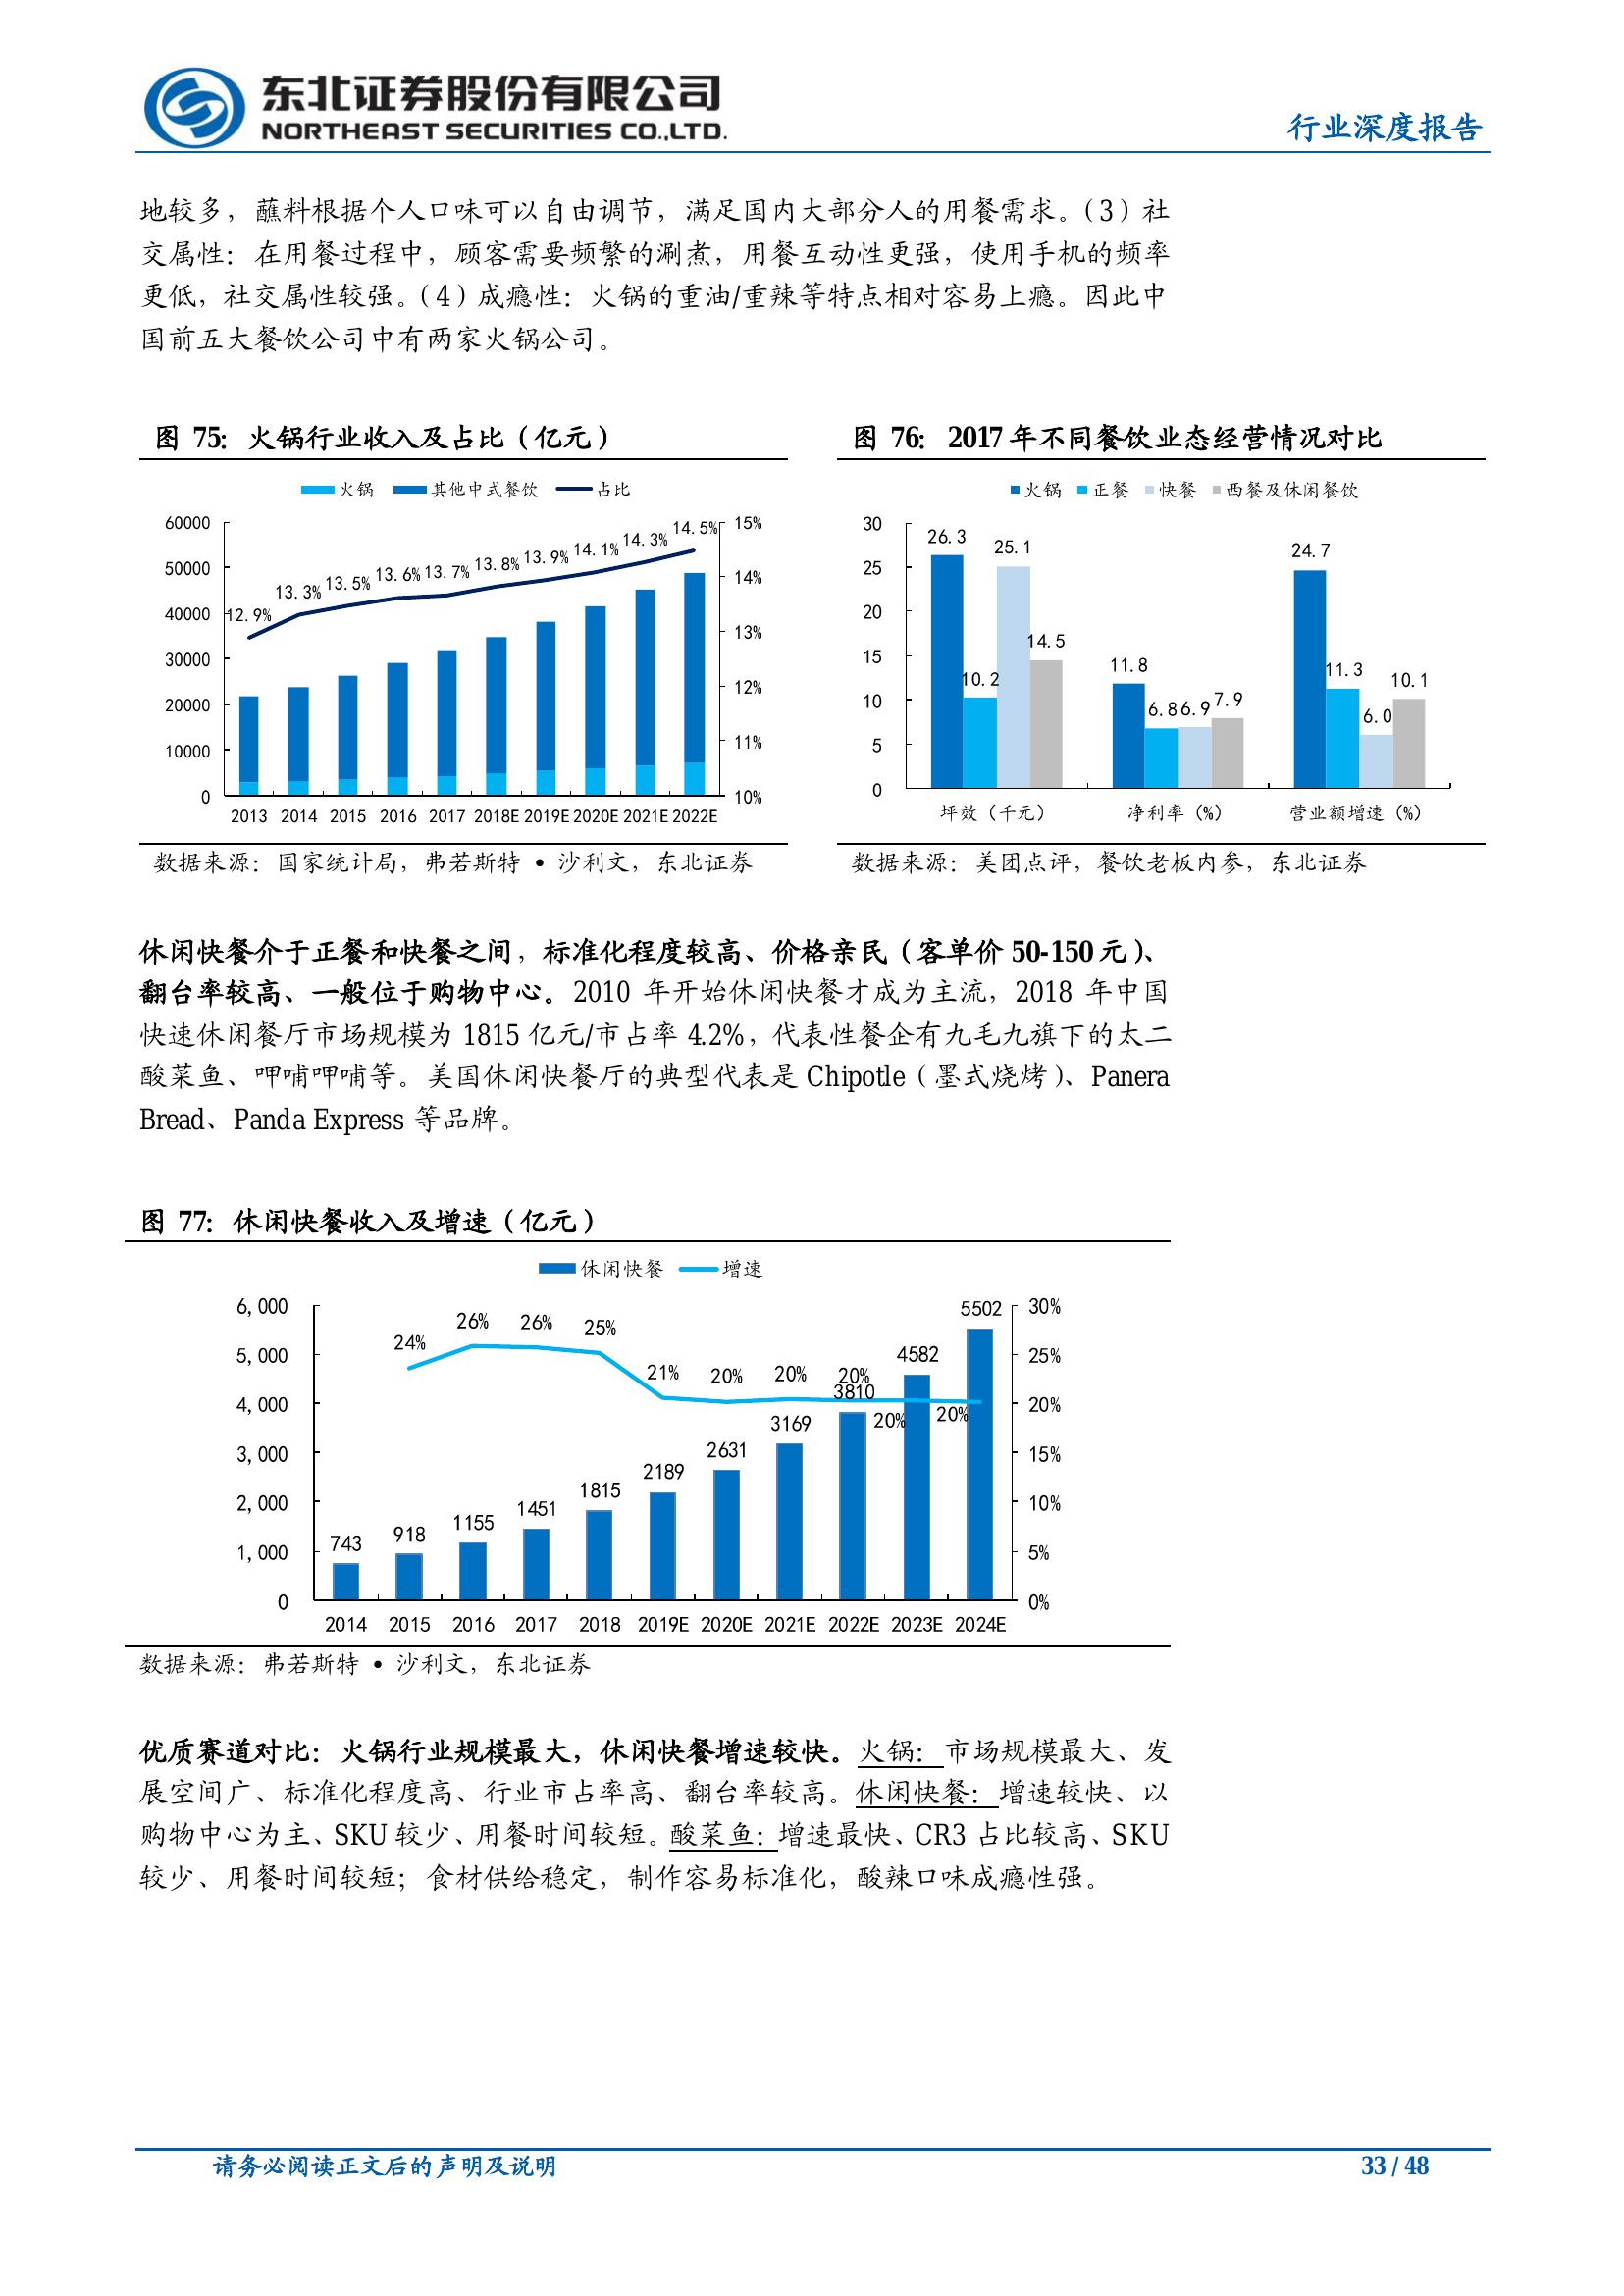 东北证券股份有限公司
NORTHEAST SECURITIES CO.,LTD.
行业深度报告
地较多，蘸料根据个人口味可以自由调节，满足国内大部分人的用餐需求。（3）社
交属性：在用餐过程中，顾客需要频繁的涮煮，用餐互动性更强，使用手机的频率
更低，社交属性较强。（4）成瘾性：火锅的重油/重辣等特点相对容易上瘾。因此中
国前五大餐饮公司中有两家火锅公司。
图 75：火锅行业收入及占比（亿元）
火锅 其他中式餐饮 占比
60000
50000
40000
30000
20000
10000
0
12.9% 13.3% 13.5% 13.6% 13.7% 13.8% 13.9% 14.1% 14.3% 14.5%
15%
14%
13%
12%
11%
10%
2013 2014 2015 2016 2017 2018E 2019E 2020E 2021E 2022E
数据来源：国家统计局，弗若斯特 • 沙利文，东北证券
图 76：2017 年不同餐饮业态经营情况对比
火锅 正餐 快餐 西餐及休闲餐饮
30
25
20
15
10
5
0
26.3 10.2 25.1 14.5
11.8 6.8 6.9 7.9
24.7 11.3 6.0 10.1
坪效（千元） 净利率（%） 营业额增速（%）
数据来源：美团点评，餐饮老板内参，东北证券
休闲快餐介于正餐和快餐之间，标准化程度较高、价格亲民（客单价 50-150 元）、
翻台率较高、一般位于购物中心。2010 年开始休闲快餐才成为主流，2018 年中国
快速休闲餐厅市场规模为 1815 亿元/市占率 4.2%，代表性餐企有九毛九旗下的太二
酸菜鱼、呷哺呷哺等。美国休闲快餐厅的典型代表是 Chipotle（墨式烧烤）、Panera
Bread、Panda Express 等品牌。
图 77：休闲快餐收入及增速（亿元）
休闲快餐 增速
6,000
5,000
4,000
3,000
2,000
1,000
0
24% 26% 26% 25% 21% 20% 20% 20% 20% 20%
743 918 1155 1451 1815 2189 2631 3169 3810 4582 5502
30%
25%
20%
15%
10%
5%
0%
2014 2015 2016 2017 2018 2019E 2020E 2021E 2022E 2023E 2024E
数据来源：弗若斯特 • 沙利文，东北证券
优质赛道对比：火锅行业规模最大，休闲快餐增速较快。火锅：市场规模最大、发
展空间广、标准化程度高、行业市占率高、翻台率较高。休闲快餐：增速较快、以
购物中心为主、SKU 较少、用餐时间较短。酸菜鱼：增速最快、CR3 占比较高、SKU
较少、用餐时间较短；食材供给稳定，制作容易标准化，酸辣口味成瘾性强。
请务必阅读正文后的声明及说明
33 / 48